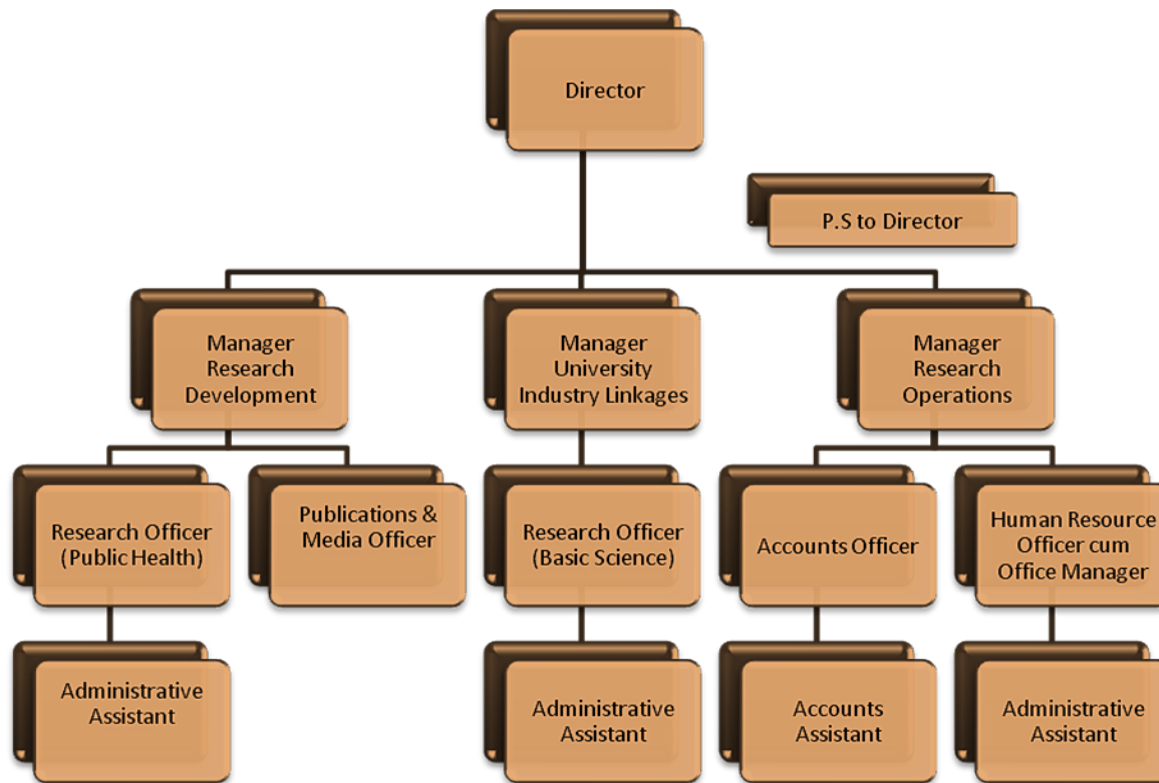 Director
P.S to Director
Manager
Research
Development
Manager
University
Industry Linkages
Manager
Research
Operations
Research Officer
(Public Health)
Publications &
Media Officer
Research Officer
(Basic Science)
Accounts Officer
Human Resource
Officer cum
Office Manager
Administrative
Assistant
Administrative
Assistant
Accounts
Assistant
Administrative
Assistant